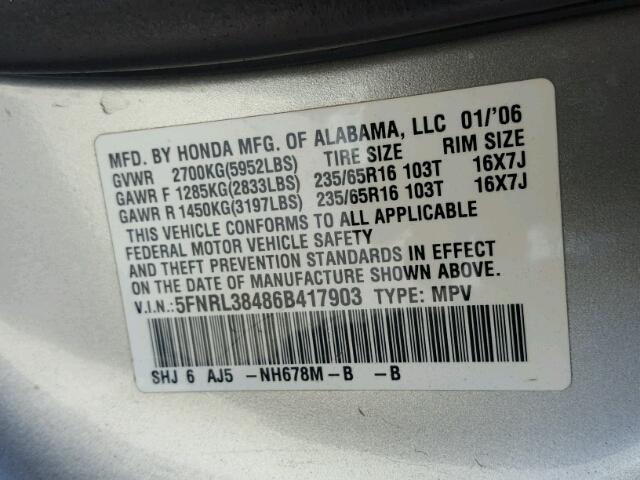 MFD. BY HONDA MFG. OF ALABAMA, LLC 01/'06
GVWR 2700KG(5952LBS) TIRE SIZE RIM SIZE
GAWR F 1285KG(2833LBS) 235/65R16 103T 16X7J
GAWR R 1450KG(3197LBS) 235/65R16 103T 16X7J
THIS VEHICLE CONFORMS TO ALL APPLICABLE
FEDERAL MOTOR VEHICLE SAFETY
AND THEFT PREVENTION STANDARDS IN EFFECT
ON THE DATE OF MANUFACTURE SHOWN ABOVE.
V.I.N.:5FNRL38486B417903 TYPE: MPV
SHJ 6 AJ5 -NH678M-B -B